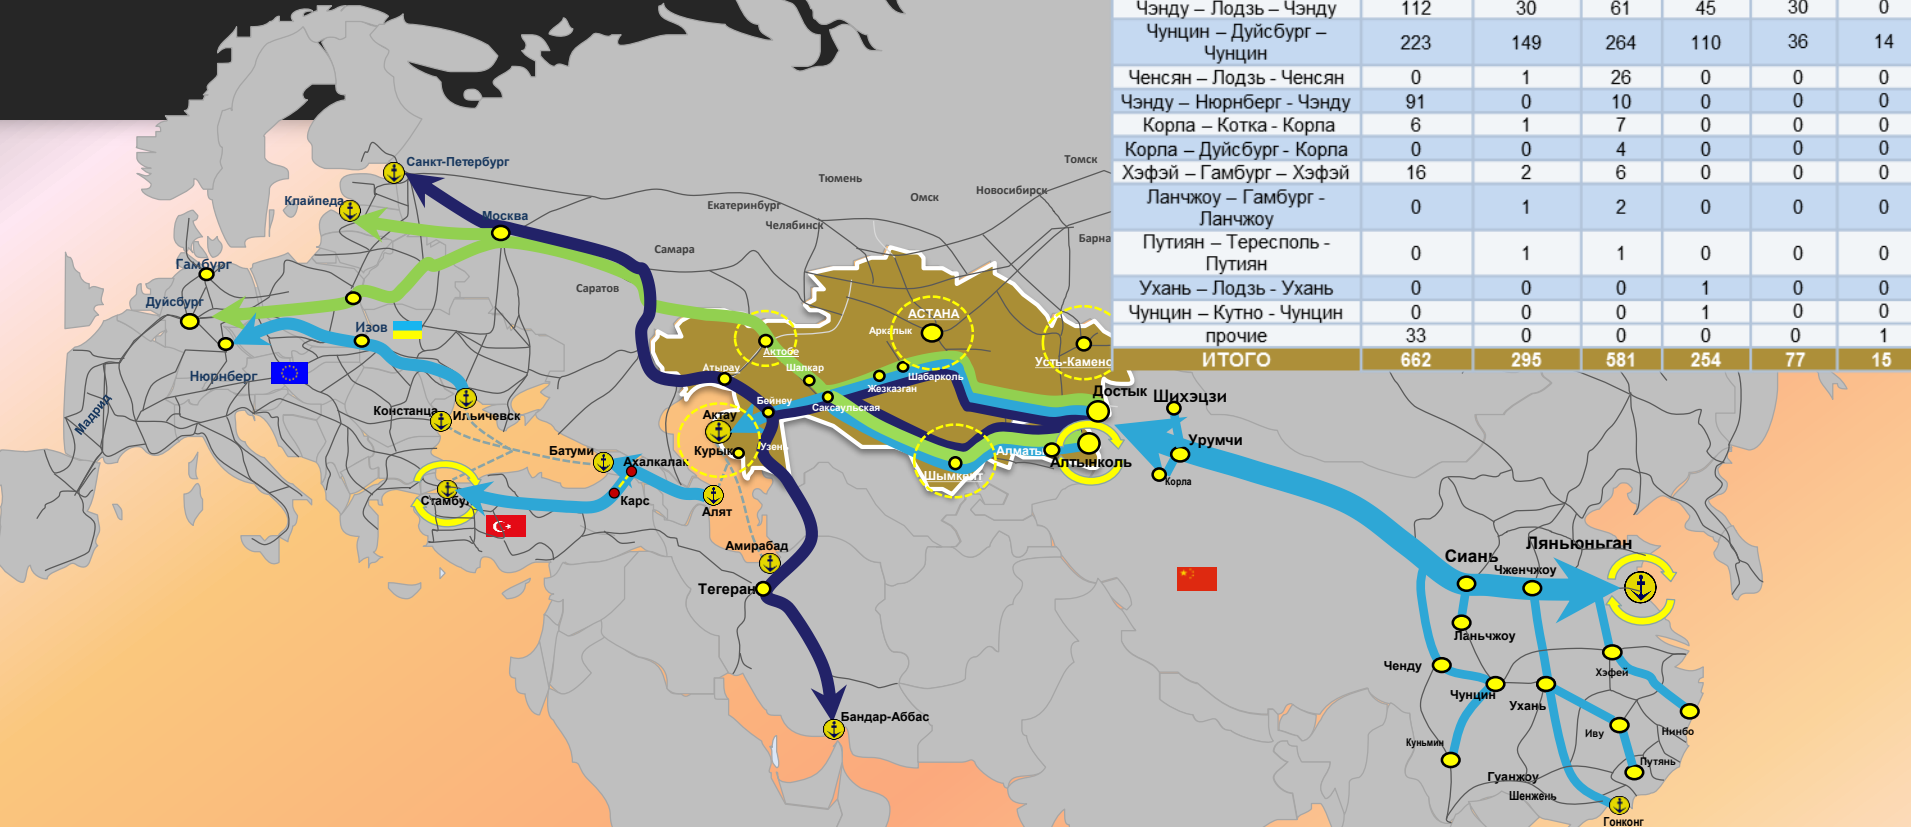 Чэнду – Лодзь – Чэнду 112 30 61 45 30 0
Чунцин – Дуйсбург –
Чунцин 223 149 264 110 36 14
Ченсян – Лодзь - Ченсян 0 1 26 0 0 0
Чэнду – Нюрнберг - Чэнду 91 0 10 0 0 0
Корла – Котка - Корла 6 1 7 0 0 0
Корла – Дуйсбург - Корла 0 0 4 0 0 0
Хэфэй – Гамбург – Хэфэй 16 2 6 0 0 0
Ланчжоу – Гамбург -
Ланчжоу 0 1 2 0 0 0
Путиян – Тересполь -
Путиян 0 1 1 0 0 0
Ухань – Лодзь - Ухань 0 0 0 1 0 0
Чунцин – Кутно - Чунцин 0 0 0 1 0 0
прочие 33 0 0 0 0 1
ИТОГО 662 295 581 254 77 15
Санкт-Петербург
Клайпеда
Москва
Гамбург
Дуйсбург
Изов
Нюрнберг
Мадрид
Констанца
Ильичевск
Батуми
Ахалкалак
Стамбул
Карс
Алят
Амирабад
Тегеран
Бандар-Аббас
Томск
Тюмень
Новосибирск
Омск
Екатеринбург
Челябинск
Барна
Самара
Саратов
АСТАНА
Аркалык
Актобе
Усть-Камено
Атырау
Шалкар
Шабарколь
Жезказган
Бейнеу
Саксаульская
Актау
Курык
Узень
Шымкент
Алматы
Достык
Алтынколь
Шихэцзи
Урумчи
Корла
Сиань
Ляньюньган
Чженчжоу
Ланьчжоу
Ченду
Чунцин
Ухань
Хэфей
Куньмин
Иву
Нинбо
Путянь
Гуанжоу
Шенжень
Гонконг